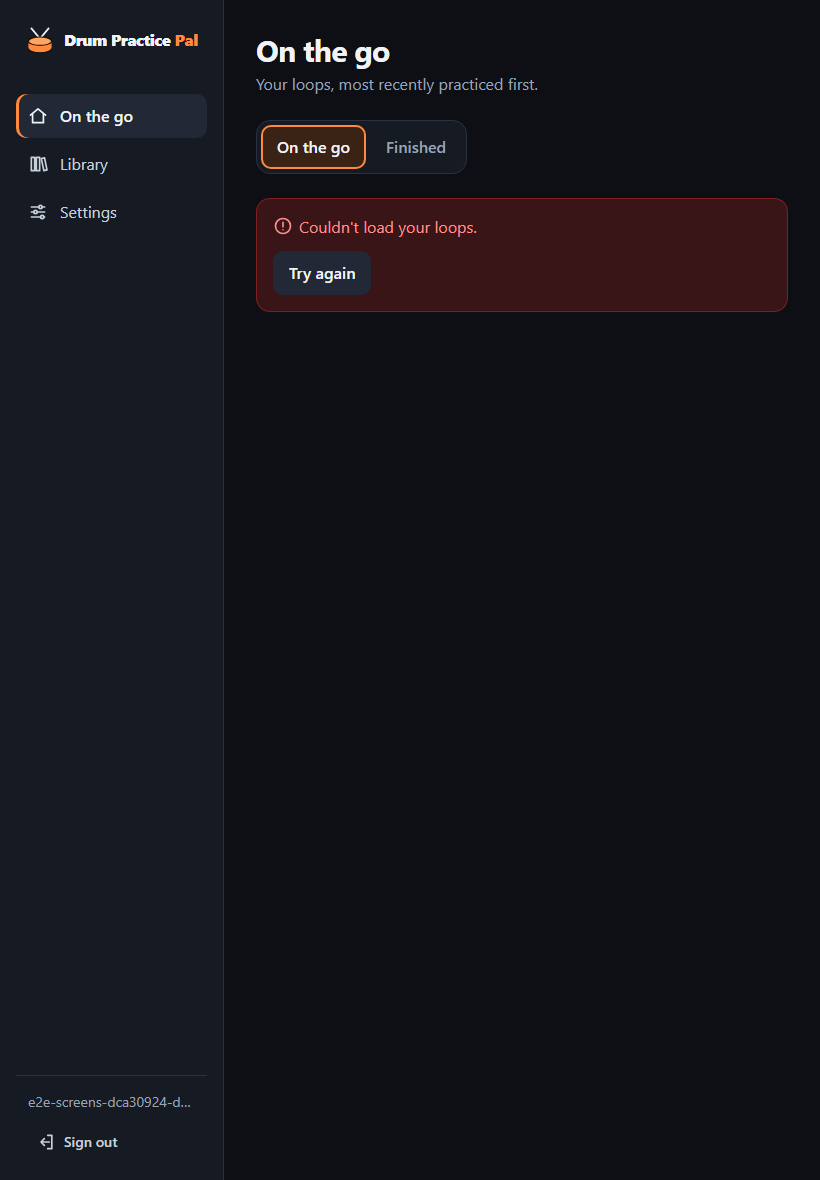 Drum Practice Pal
On the go
Library
Settings
e2e-screens-dca30924-d...
Sign out
On the go
Your loops, most recently practiced first.
On the go
Finished
Couldn't load your loops.
Try again